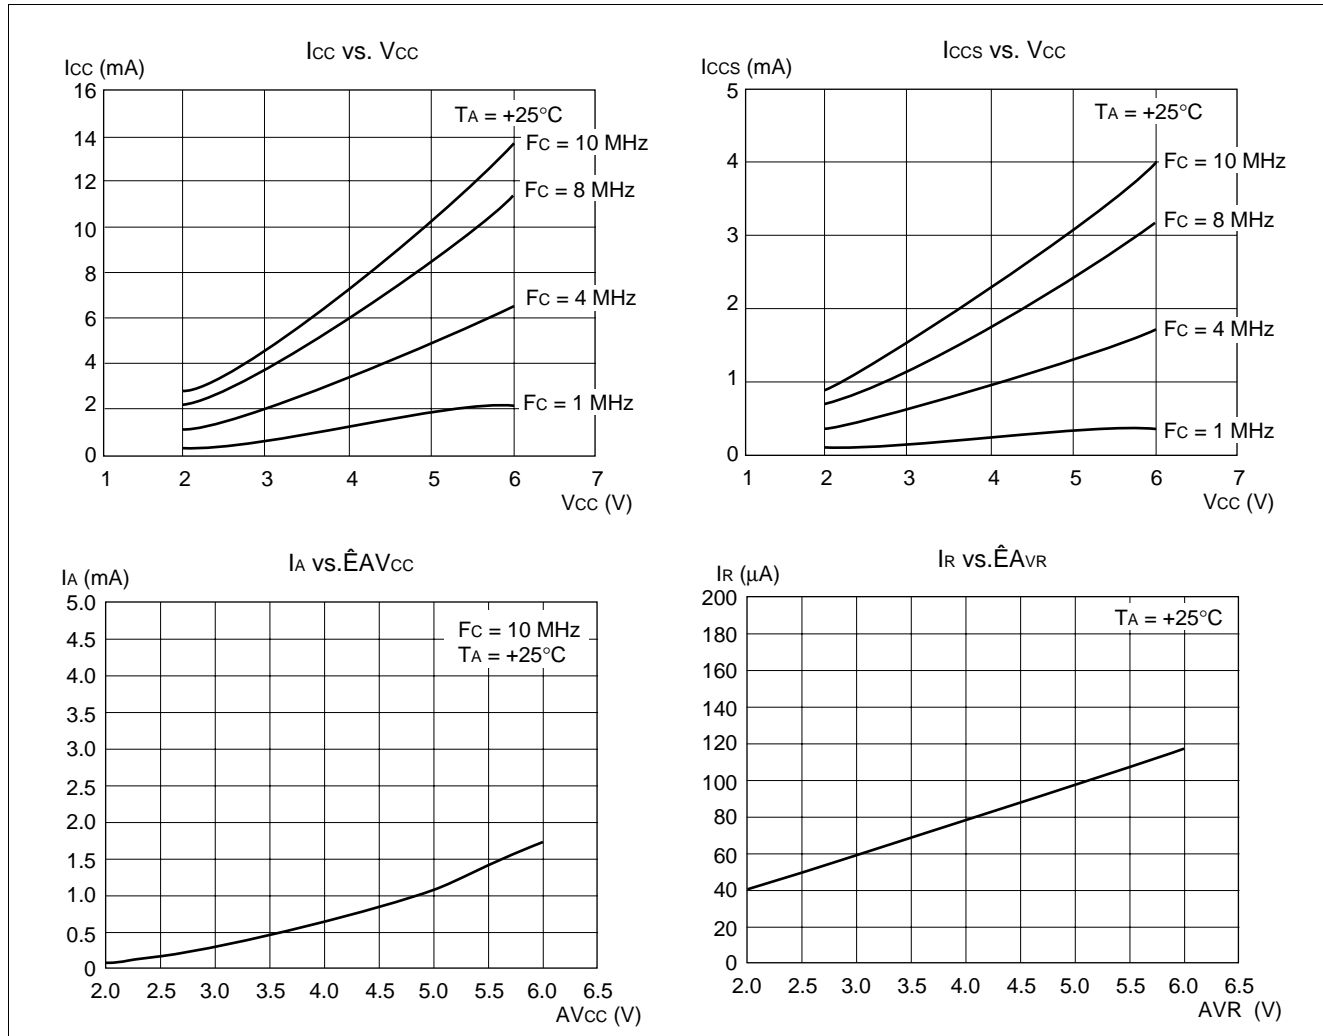 Icc vs. Vcc
Icc (mA)
16
14
12
10
8
6
4
2
0
TA = +25°C
FC = 10 MHz
FC = 8 MHz
FC = 4 MHz
FC = 1 MHz
1 2 3 4 5 6 7
Vcc (V)
Iccs vs. Vcc
Iccs (mA)
5
4
3
2
1
0
TA = +25°C
FC = 10 MHz
FC = 8 MHz
FC = 4 MHz
FC = 1 MHz
1 2 3 4 5 6 7
Vcc (V)
IA vs.ÊAVcc
IA (mA)
5.0
4.5
4.0
3.5
3.0
2.5
2.0
1.5
1.0
0.5
0
FC = 10 MHz
TA = +25°C
2.0 2.5 3.0 3.5 4.0 4.5 5.0 5.5 6.0 6.5
AVcc (V)
IR vs.ÊAVR
IR (µA)
200
180
160
140
120
100
80
60
40
20
0
TA = +25°C
2.0 2.5 3.0 3.5 4.0 4.5 5.0 5.5 6.0 6.5
AVR (V)